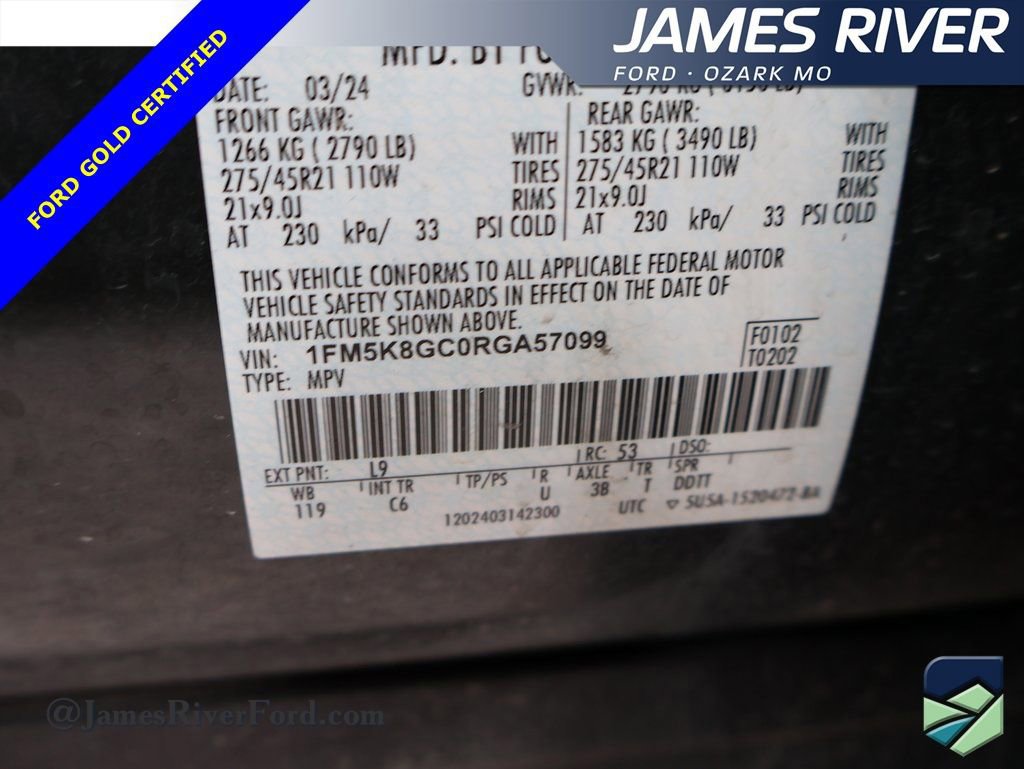 FORD GOLD CERTIFIED
JAMES RIVER
FORD · OZARK MO
MFD. BY
DATE: 03/24 GVWR:
FRONT GAWR: REAR GAWR:
1266 KG ( 2790 LB) WITH 1583 KG ( 3490 LB) WITH
275/45R21 110W TIRES 275/45R21 110W TIRES
21x9.0J RIMS 21x9.0J RIMS
AT 230 kPa/ 33 PSI COLD AT 230 kPa/ 33 PSI COLD
THIS VEHICLE CONFORMS TO ALL APPLICABLE FEDERAL MOTOR
VEHICLE SAFETY STANDARDS IN EFFECT ON THE DATE OF
MANUFACTURE SHOWN ABOVE.
VIN: 1FM5K8GC0RGA57099 F0102
TYPE: MPV T0202
EXT PNT: L9 RC: 53 DSO:
WB INT TR TP/PS R AXLE TR SPR
119 C6 U 3B T DDTT
1202403142300 UTC 5U5A-1520472-BA
@JamesRiverFord.com